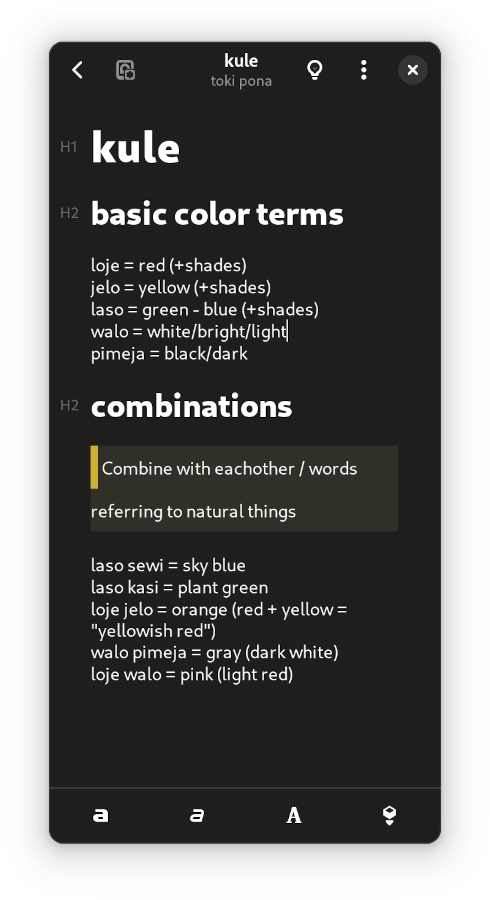 kule
toki pona
H1 kule
H2 basic color terms
loje = red (+shades)
jelo = yellow (+shades)
laso = green - blue (+shades)
walo = white/bright/light
pimeja = black/dark
H2 combinations
Combine with eachother / words
referring to natural things
laso sewi = sky blue
laso kasi = plant green
loje jelo = orange (red + yellow =
"yellowish red")
walo pimeja = gray (dark white)
loje walo = pink (light red)
a a A